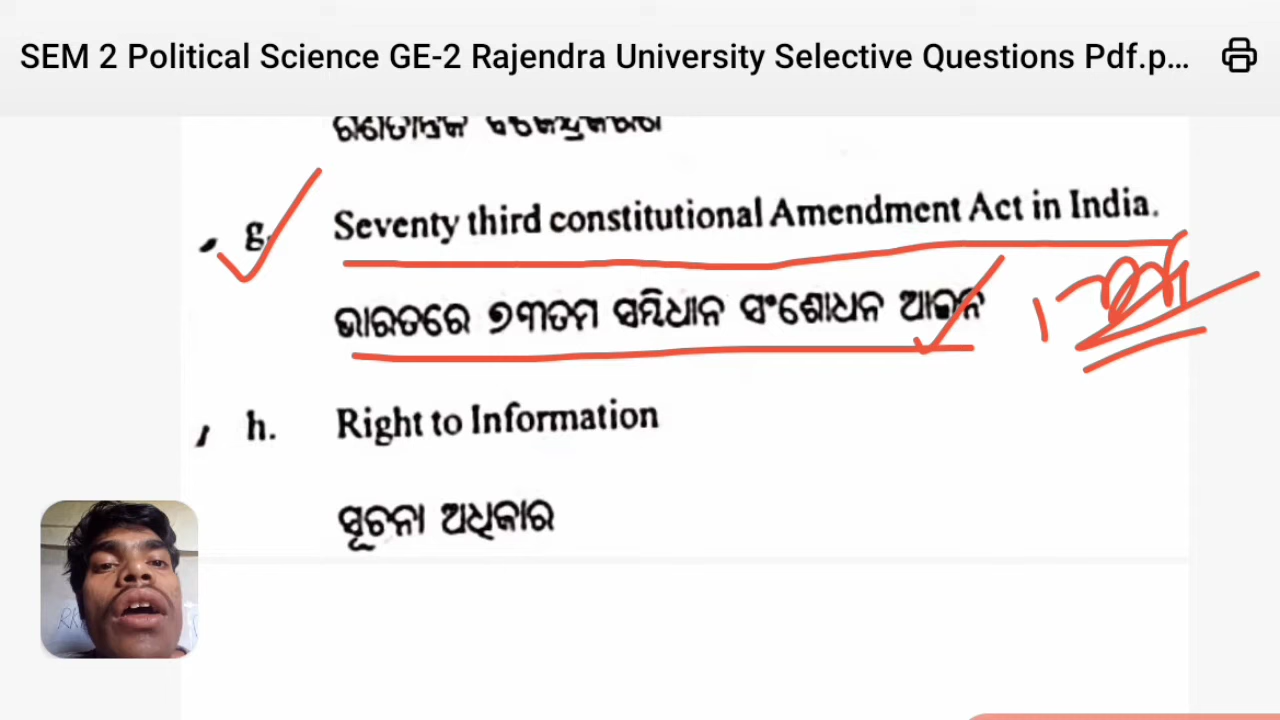 SEM 2 Political Science GE-2 Rajendra University Selective Questions Pdf.p...
g. Seventy third constitutional Amendment Act in India.
ଭାରତରେ ୭୩ତମ ସମ୍ବିଧାନ ସଂଶୋଧନ ଆଇନ
h. Right to Information
ସୂଚନା ଅଧିକାର